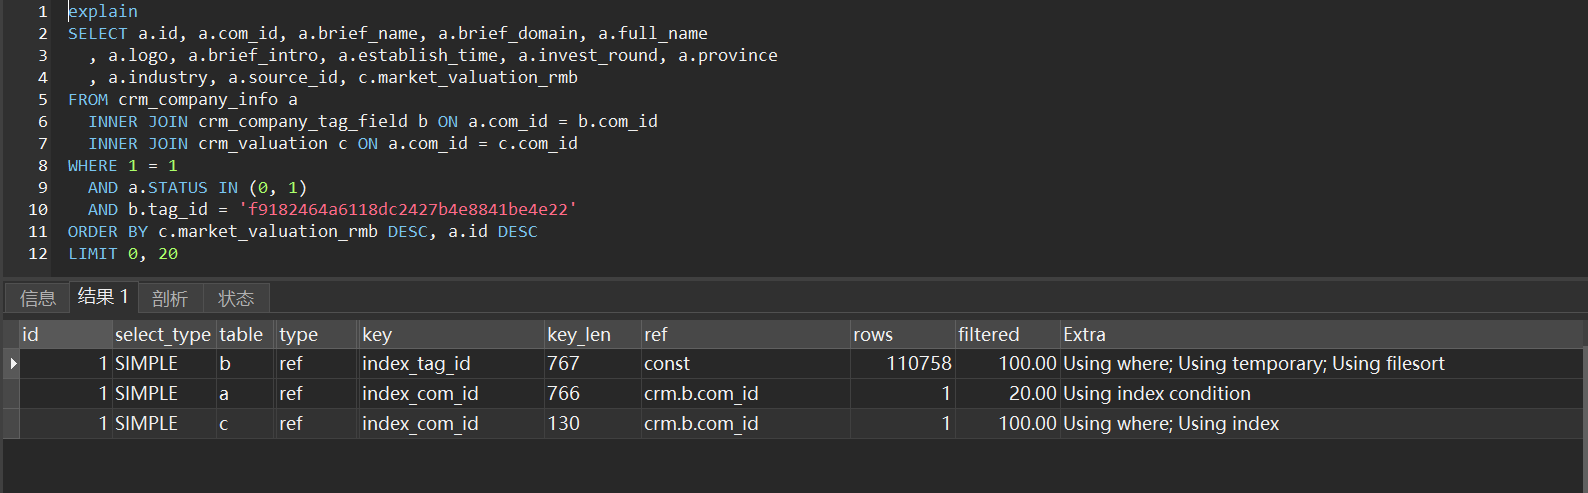 1 explain
2 SELECT a.id, a.com_id, a.brief_name, a.brief_domain, a.full_name
3 , a.logo, a.brief_intro, a.establish_time, a.invest_round, a.province
4 , a.industry, a.source_id, c.market_valuation_rmb
5 FROM crm_company_info a
6 INNER JOIN crm_company_tag_field b ON a.com_id = b.com_id
7 INNER JOIN crm_valuation c ON a.com_id = c.com_id
8 WHERE 1 = 1
9 AND a.STATUS IN (0, 1)
10 AND b.tag_id = 'f9182464a6118dc2427b4e8841be4e22'
11 ORDER BY c.market_valuation_rmb DESC, a.id DESC
12 LIMIT 0, 20
信息 结果 1 剖析 状态
id select_type table type key key_len ref rows filtered Extra
1 SIMPLE b ref index_tag_id 767 const 110758 100.00 Using where; Using temporary; Using filesort
1 SIMPLE a ref index_com_id 766 crm.b.com_id 1 20.00 Using index condition
1 SIMPLE c ref index_com_id 130 crm.b.com_id 1 100.00 Using where; Using index